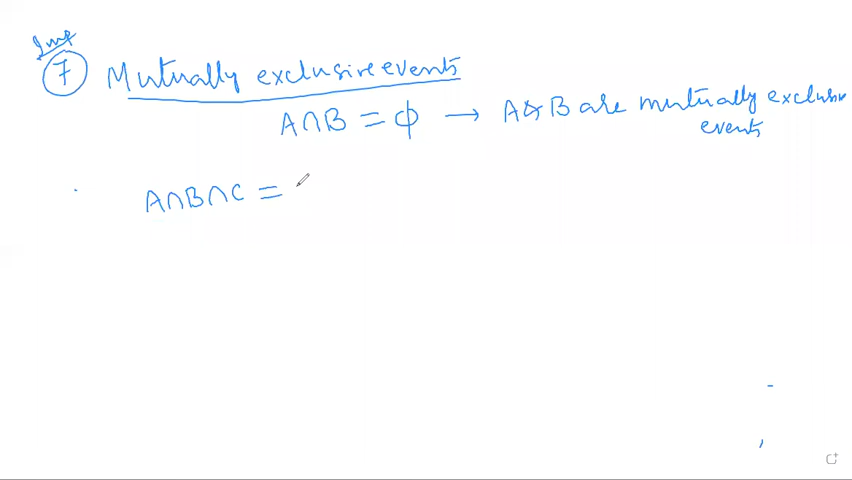 Imp
7 Mutually exclusive events
A∩B = ϕ → A & B are mutually exclusive
events
A∩B∩C =